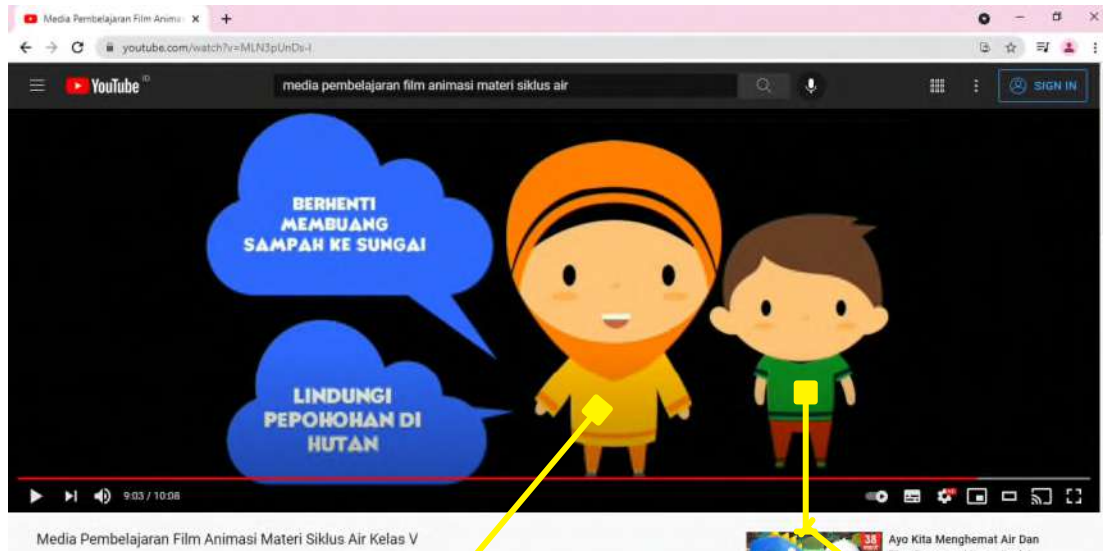 Media Pembelajaran Film Anima
youtube.com/watch?v=MLN3pUnDs-I
YouTube ID
media pembelajaran film animasi materi siklus air
SIGN IN
BERHENTI
MEMBUANG
SAMPAH KE SUNGAI
LINDUNGI
PEPOHOHAN DI
HUTAN
9:03 / 10:08
Media Pembelajaran Film Animasi Materi Siklus Air Kelas V
38
Ayo Kita Menghemat Air Dan